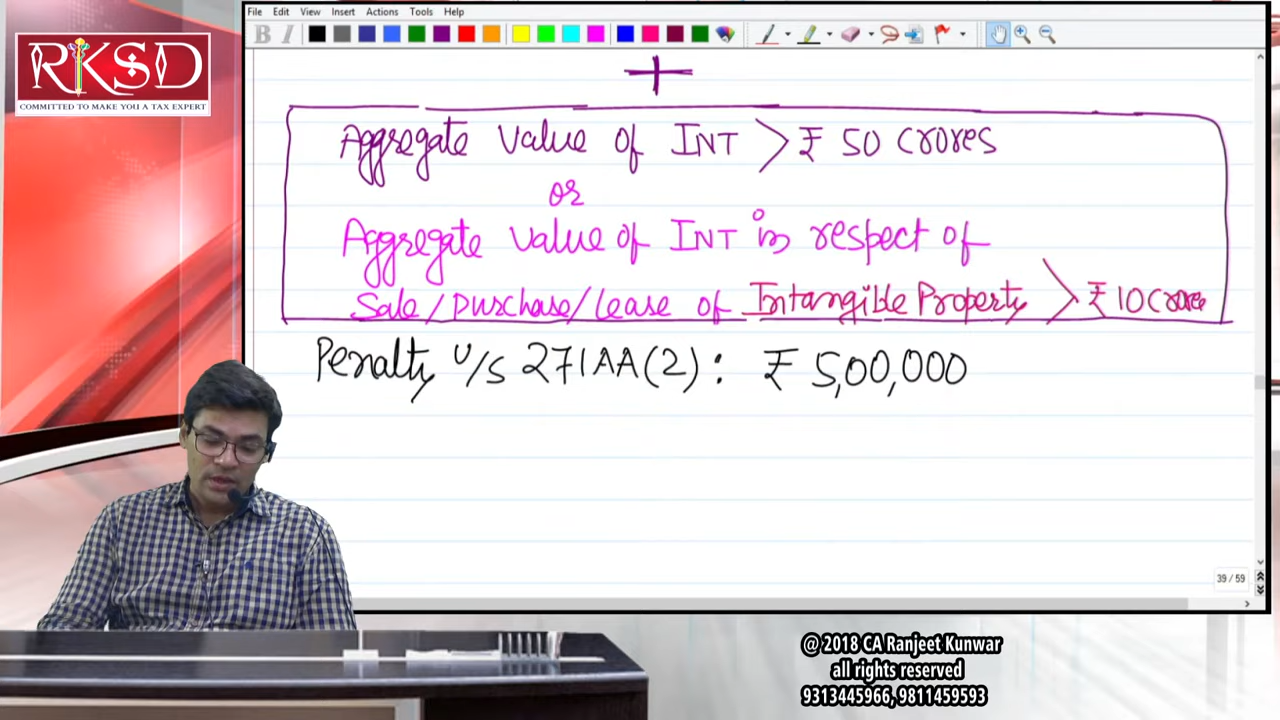 File Edit View Insert Actions Tools Help
RKSD
COMMITTED TO MAKE YOU A TAX EXPERT
B I
+
Aggregate Value of INT > ₹ 50 crores
or
Aggregate Value of INT in respect of
Sale/purchase/Lease of Intangible Property > ₹ 10 crores
Penalty u/s 271AA(2): ₹ 5,00,000
39 / 59
@ 2018 CA Ranjeet Kunwar
all rights reserved
9313445966, 9811459593